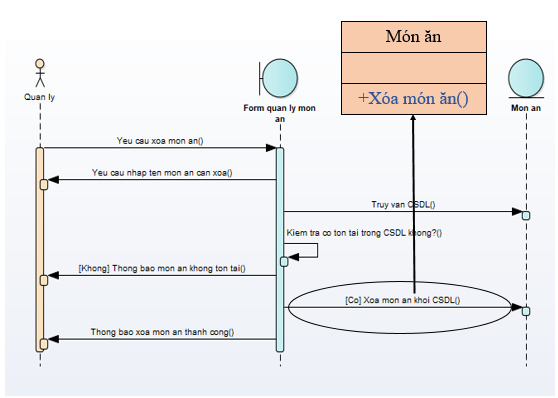 Món ăn
+Xóa món ăn()
Quan ly
Form quan ly mon
an
Mon an
Yeu cau xoa mon an()
Yeu cau nhap ten mon an can xoa()
Truy van CSDL()
Kiem tra co ton tai trong CSDL khong?()
[Khong] Thong bao mon an khong ton tai()
[Co] Xoa mon an khoi CSDL()
Thong bao xoa mon an thanh cong()